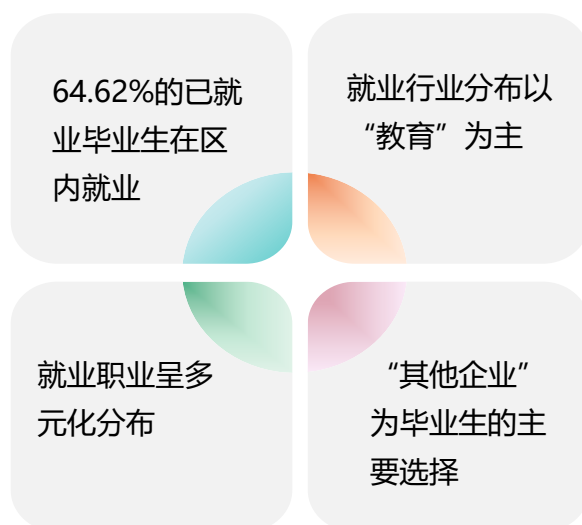 64.62%的已就
业毕业生在区
内就业
就业行业分布以
“教育”为主
就业职业呈多
元化分布
“其他企业”
为毕业生的主
要选择